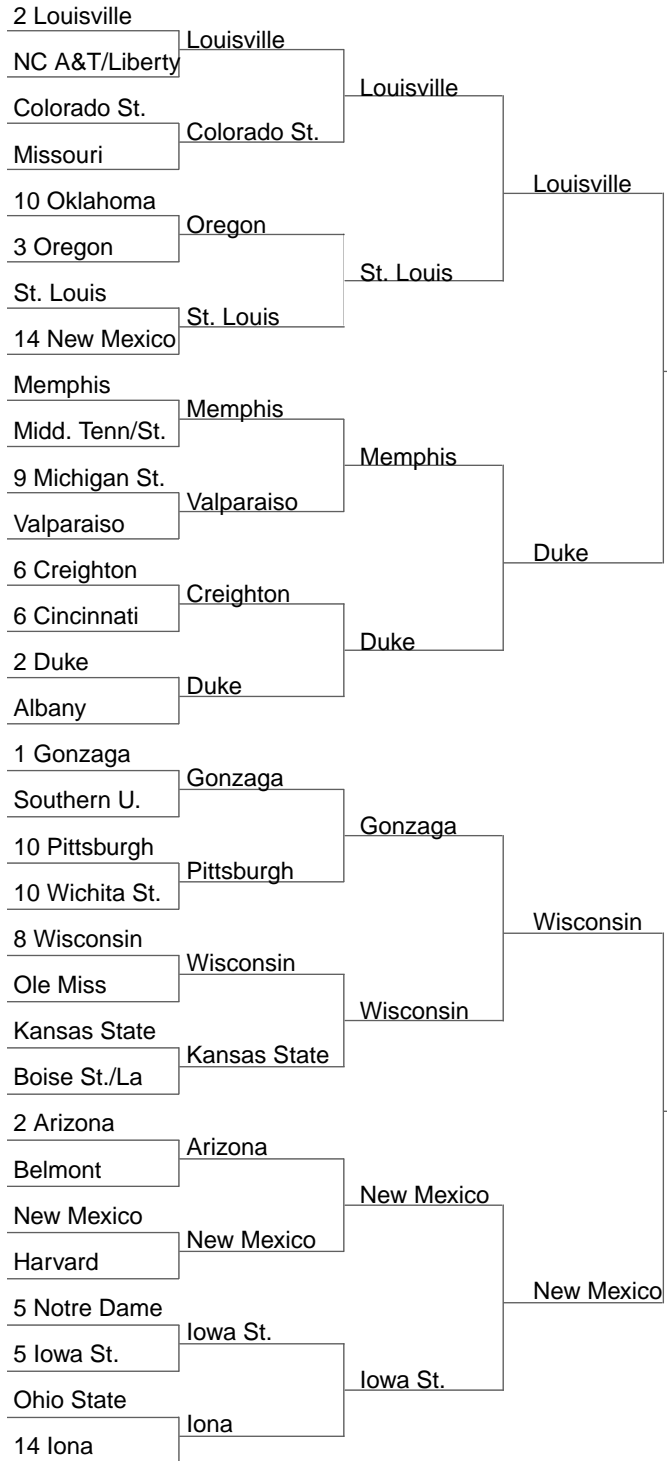 2 Louisville
Louisville
NC A&T/Liberty
Louisville
Colorado St.
Colorado St.
Missouri
Louisville
10 Oklahoma
Oregon
3 Oregon
St. Louis
St. Louis
St. Louis
14 New Mexico
Memphis
Memphis
Midd. Tenn/St.
Memphis
9 Michigan St.
Valparaiso
Valparaiso
Duke
6 Creighton
Creighton
6 Cincinnati
Duke
2 Duke
Duke
Albany
1 Gonzaga
Gonzaga
Southern U.
Gonzaga
10 Pittsburgh
Pittsburgh
10 Wichita St.
Wisconsin
8 Wisconsin
Wisconsin
Ole Miss
Wisconsin
Kansas State
Kansas State
Boise St./La
2 Arizona
Arizona
Belmont
New Mexico
New Mexico
New Mexico
Harvard
New Mexico
5 Notre Dame
Iowa St.
5 Iowa St.
Iowa St.
Ohio State
Iona
14 Iona